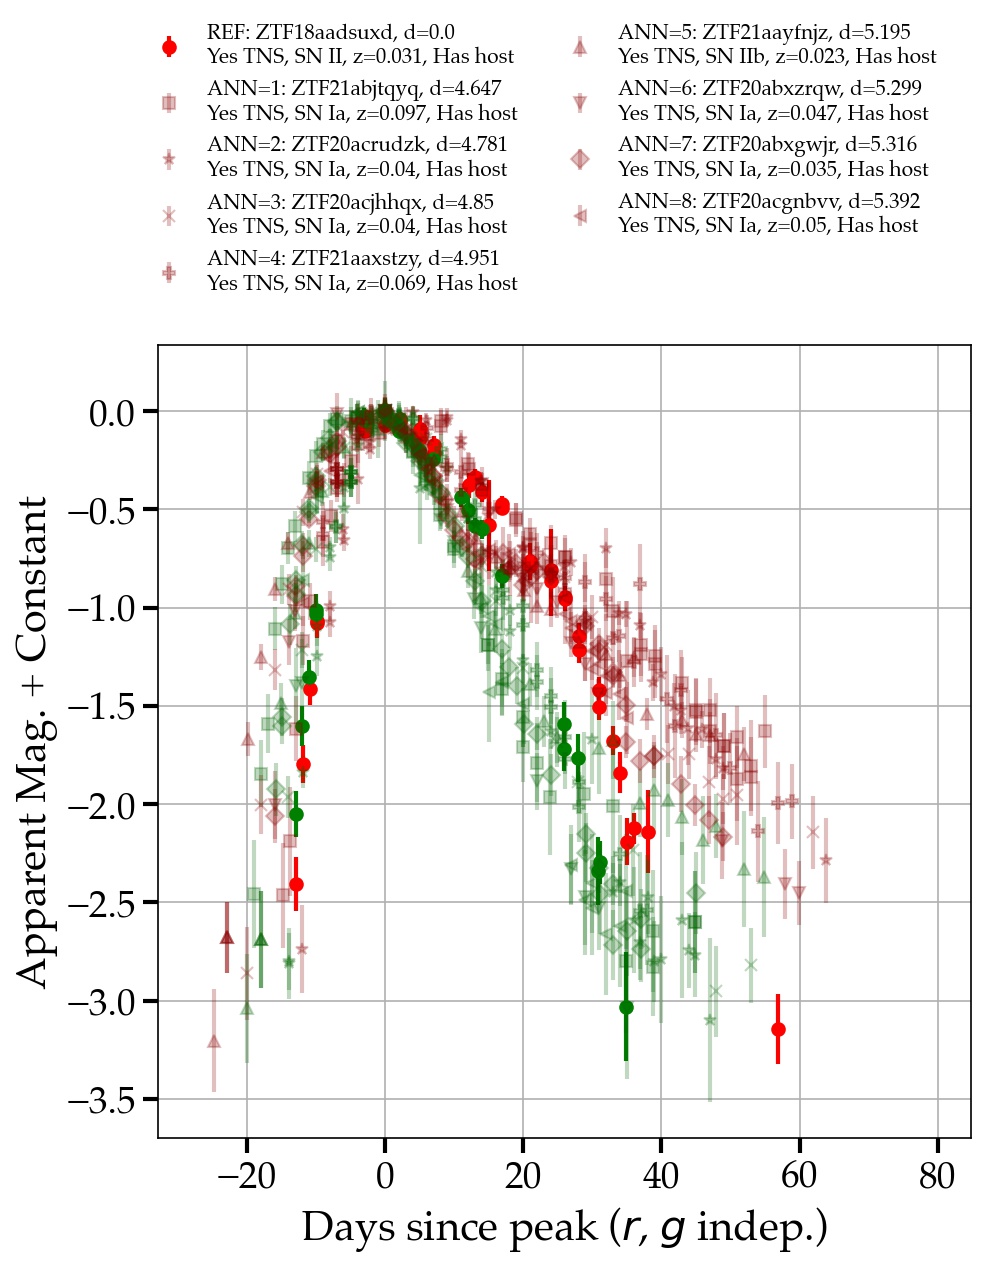 REF: ZTF18aadsuxd, d=0.0
Yes TNS, SN II, z=0.031, Has host
ANN=1: ZTF21abjtqyq, d=4.647
Yes TNS, SN Ia, z=0.097, Has host
ANN=2: ZTF20acrudzk, d=4.781
Yes TNS, SN Ia, z=0.04, Has host
ANN=3: ZTF20acjhhqx, d=4.85
Yes TNS, SN Ia, z=0.04, Has host
ANN=4: ZTF21aaxstzy, d=4.951
Yes TNS, SN Ia, z=0.069, Has host
ANN=5: ZTF21aayfnjz, d=5.195
Yes TNS, SN IIb, z=0.023, Has host
ANN=6: ZTF20abxzrqw, d=5.299
Yes TNS, SN Ia, z=0.047, Has host
ANN=7: ZTF20abxgwjr, d=5.316
Yes TNS, SN Ia, z=0.035, Has host
ANN=8: ZTF20acgnbvv, d=5.392
Yes TNS, SN Ia, z=0.05, Has host
Apparent Mag. + Constant
0.0
−0.5
−1.0
−1.5
−2.0
−2.5
−3.0
−3.5
−20
0
20
40
60
80
Days since peak (r, g indep.)